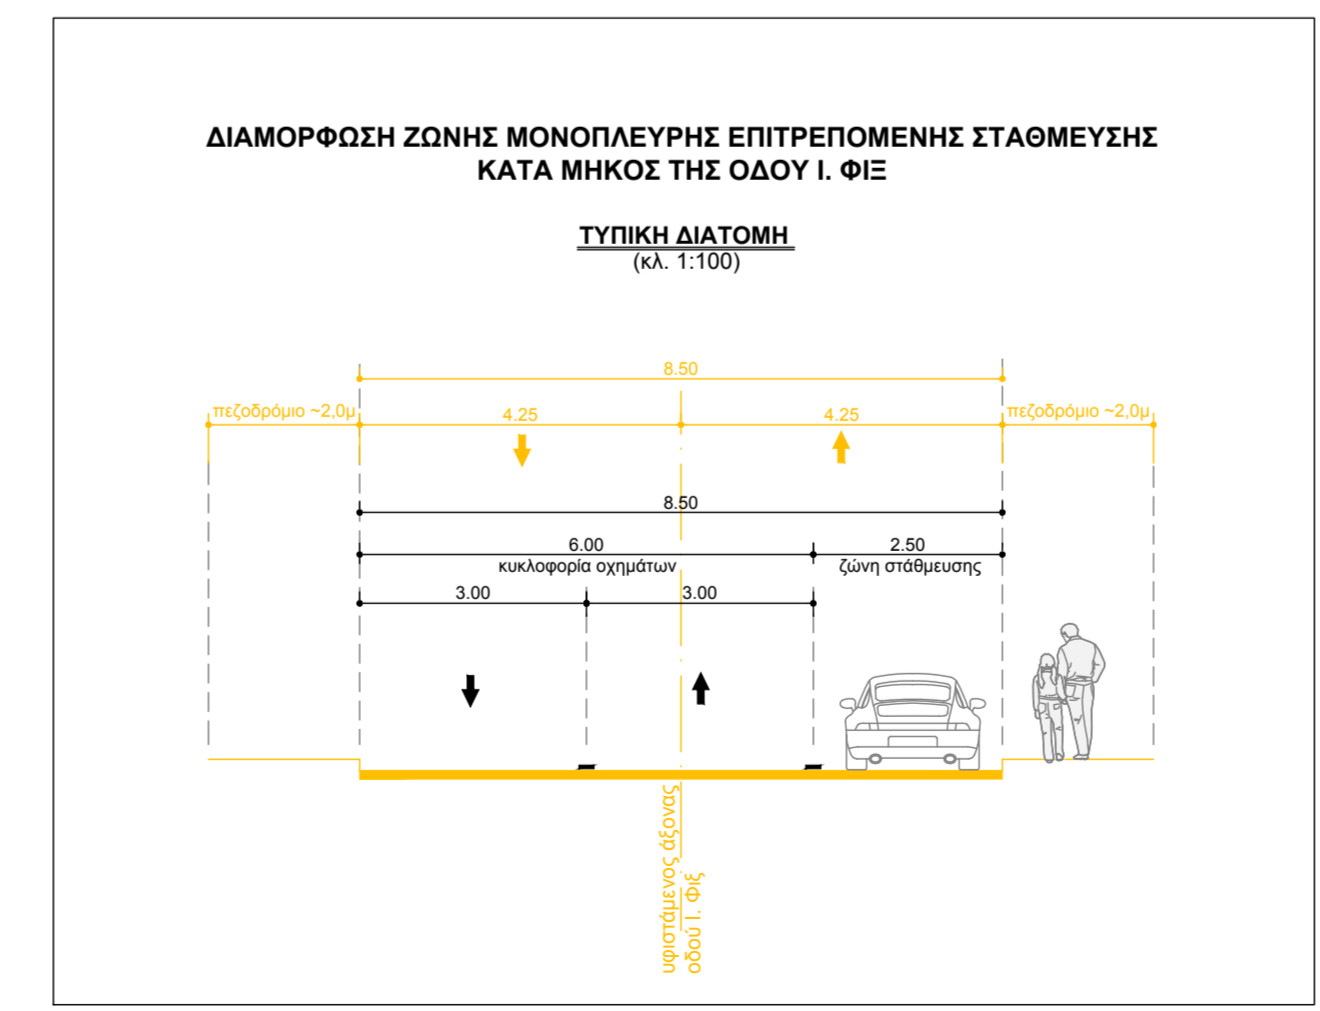 ΔΙΑΜΟΡΦΩΣΗ ΖΩΝΗΣ ΜΟΝΟΠΛΕΥΡΗΣ ΕΠΙΤΡΕΠΟΜΕΝΗΣ ΣΤΑΘΜΕΥΣΗΣ
ΚΑΤΑ ΜΗΚΟΣ ΤΗΣ ΟΔΟΥ Ι. ΦΙΞ
ΤΥΠΙΚΗ ΔΙΑΤΟΜΗ
(κλ. 1:100)
8.50
πεζοδρόμιο ~2,0μ
4.25
4.25
πεζοδρόμιο ~2,0μ
8.50
6.00
κυκλοφορία οχημάτων
2.50
ζώνη στάθμευσης
3.00
3.00
υφιστάμενος άξονας
οδού Ι. Φιξ